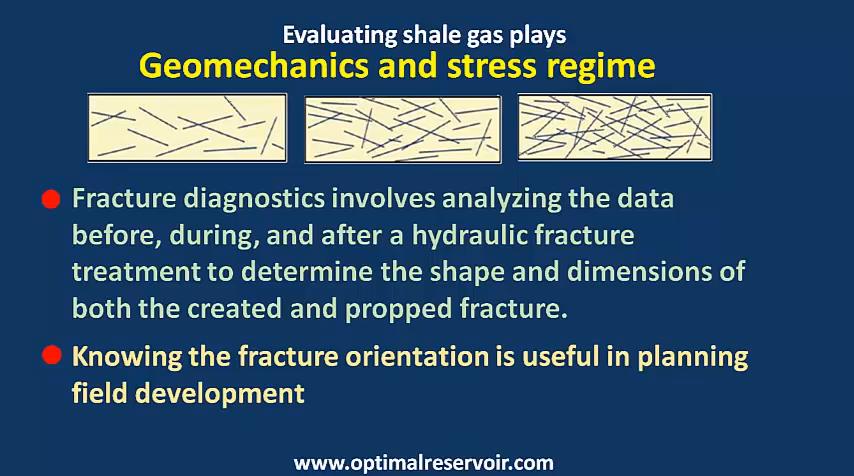 Evaluating shale gas plays
Geomechanics and stress regime
Fracture diagnostics involves analyzing the data
before, during, and after a hydraulic fracture
treatment to determine the shape and dimensions of
both the created and propped fracture.
Knowing the fracture orientation is useful in planning
field development
www.optimalreservoir.com